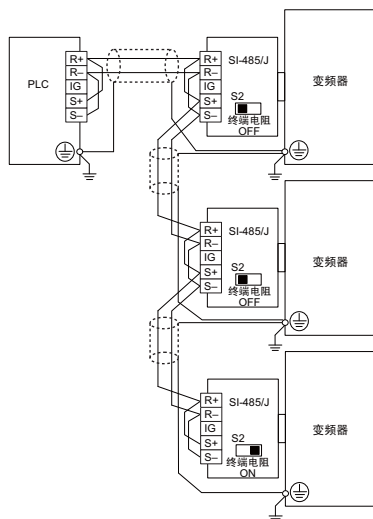 PLC
R+
R–
IG
S+
S–
R+
R–
IG
S+
S–
SI-485/J
S2
终端电阻
OFF
变频器
R+
R–
IG
S+
S–
SI-485/J
S2
终端电阻
OFF
变频器
R+
R–
IG
S+
S–
SI-485/J
S2
终端电阻
ON
变频器